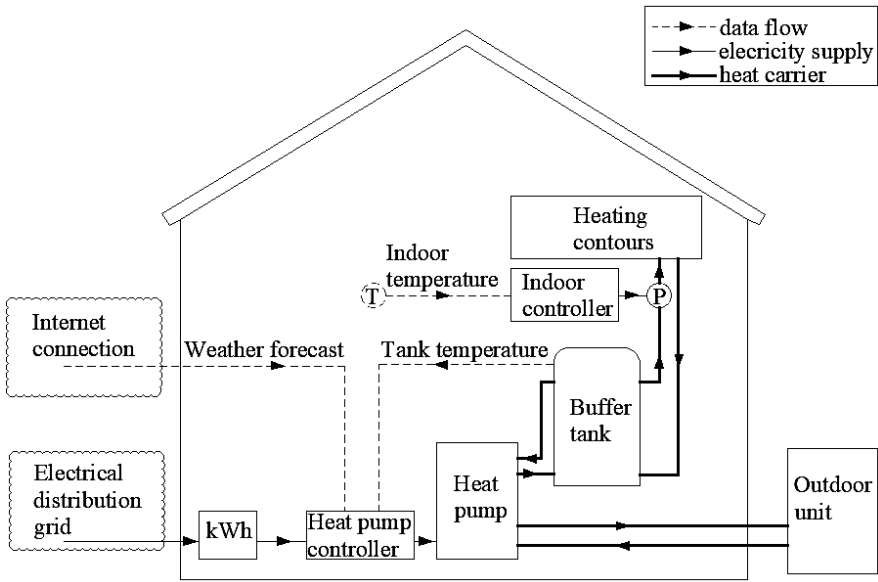 data flow
elecricity supply
heat carrier
Heating
contours
Indoor
temperature
T
Indoor
controller
P
Internet
connection
Weather forecast
Tank temperature
Buffer
tank
Electrical
distribution
grid
kWh
Heat pump
controller
Heat
pump
Outdoor
unit